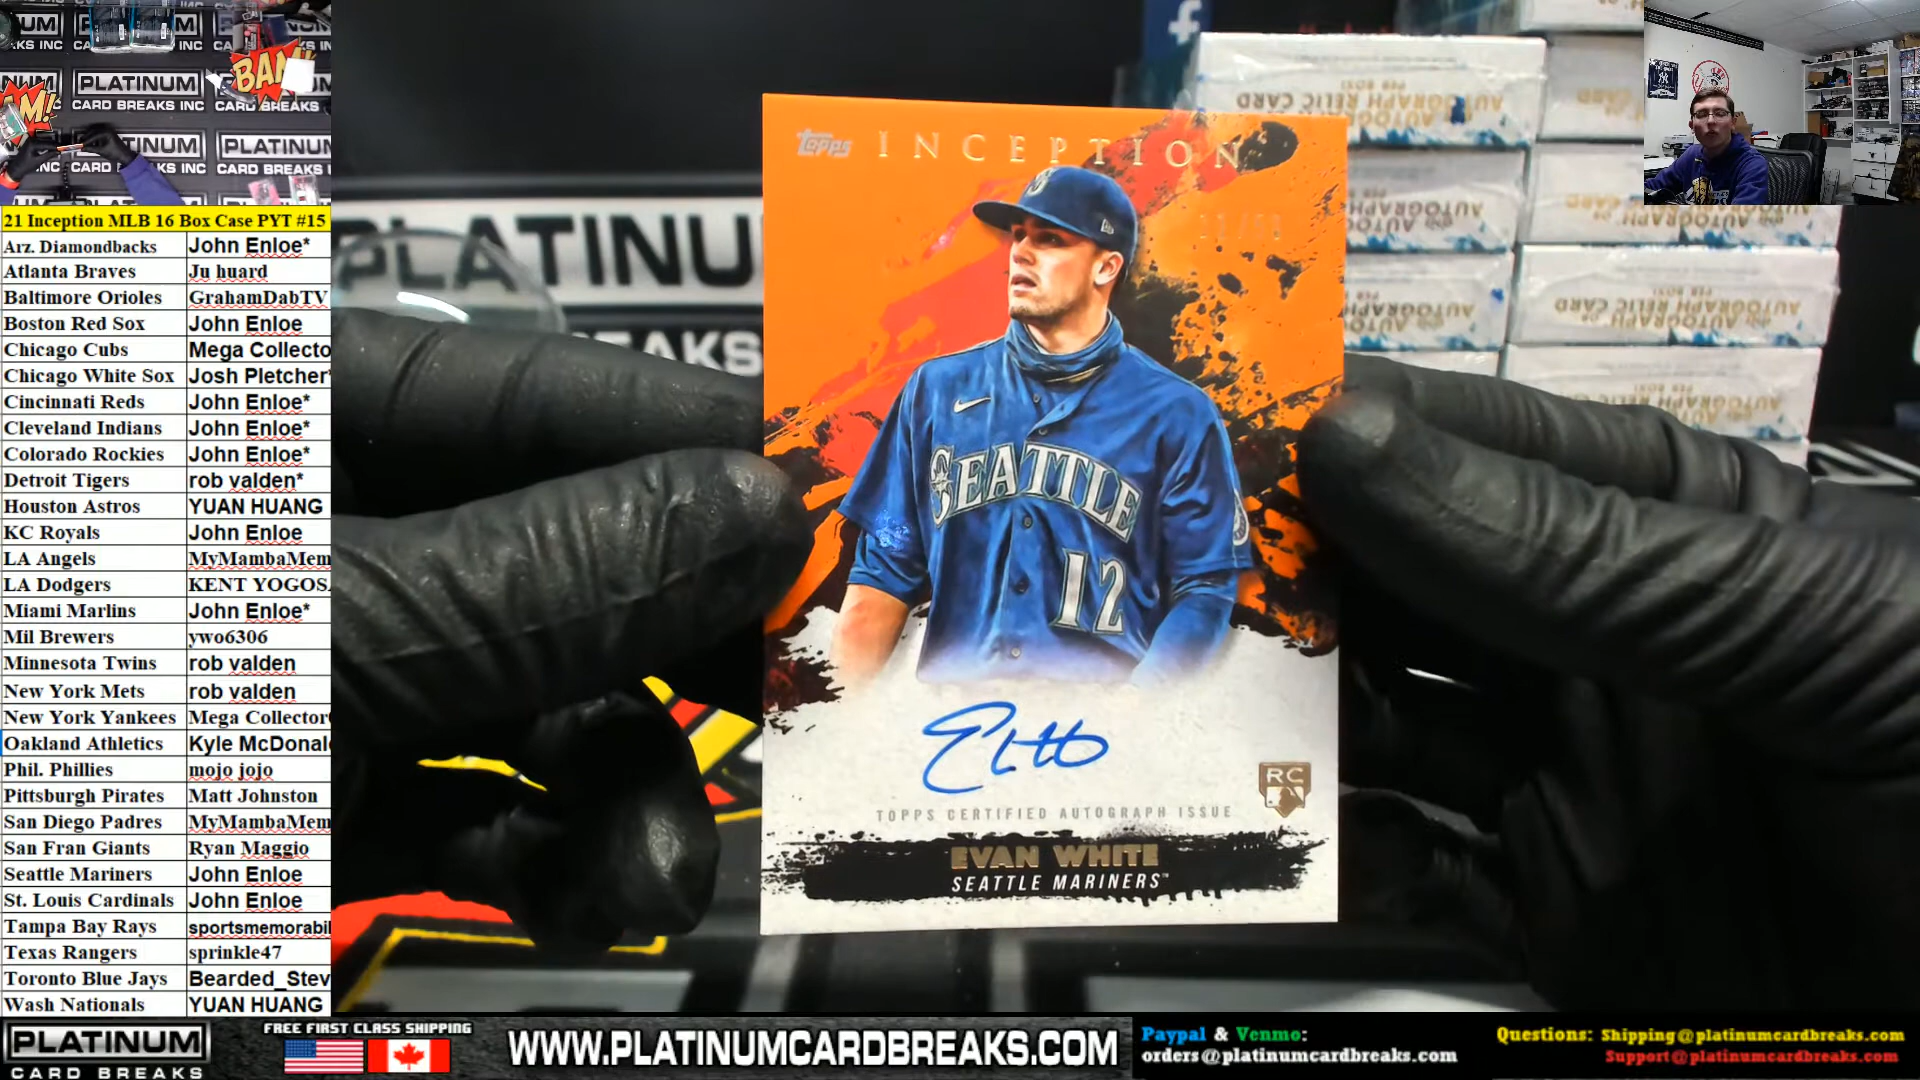 PLATINUM
CARD BREAKS INC
BAM!
21 Inception MLB 16 Box Case PYT #15
Arz. Diamondbacks John Enloe*
Atlanta Braves Ju huard
Baltimore Orioles GrahamDabTV
Boston Red Sox John Enloe
Chicago Cubs Mega Collecto
Chicago White Sox Josh Pletcher*
Cincinnati Reds John Enloe*
Cleveland Indians John Enloe*
Colorado Rockies John Enloe*
Detroit Tigers rob valden*
Houston Astros YUAN HUANG
KC Royals John Enloe
LA Angels MyMambaMem
LA Dodgers KENT YOGOS
Miami Marlins John Enloe*
Mil Brewers ywo6306
Minnesota Twins rob valden
New York Mets rob valden
New York Yankees Mega Collector
Oakland Athletics Kyle McDonal
Phil. Phillies mojo jojo
Pittsburgh Pirates Matt Johnston
San Diego Padres MyMambaMem
San Fran Giants Ryan Maggio
Seattle Mariners John Enloe
St. Louis Cardinals John Enloe
Tampa Bay Rays sportsmemorabil
Texas Rangers sprinkle47
Toronto Blue Jays Bearded_Stev
Wash Nationals YUAN HUANG
TOPPS INCEPTION
SEATTLE
12
TOPPS CERTIFIED AUTOGRAPH ISSUE
RC
EVAN WHITE
SEATTLE MARINERS™
AUTOGRAPH RELIC CARD
PER BOX!
PLATINUM
CARD BREAKS
FREE FIRST CLASS SHIPPING
WWW.PLATINUMCARDBREAKS.COM
Paypal & Venmo:
orders@platinumcardbreaks.com
Questions: Shipping@platinumcardbreaks.com
Support@platinumcardbreaks.com